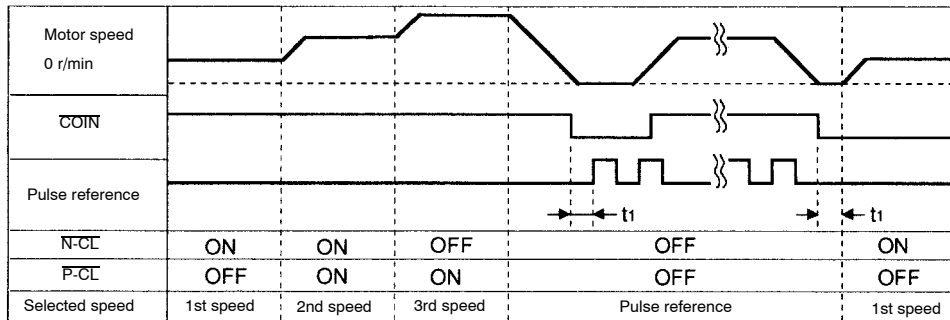 Motor speed
0 r/min
COIN
Pulse reference
t1
t1
N-CL ON ON OFF OFF ON
P-CL OFF ON ON OFF OFF
Selected speed 1st speed 2nd speed 3rd speed Pulse reference 1st speed